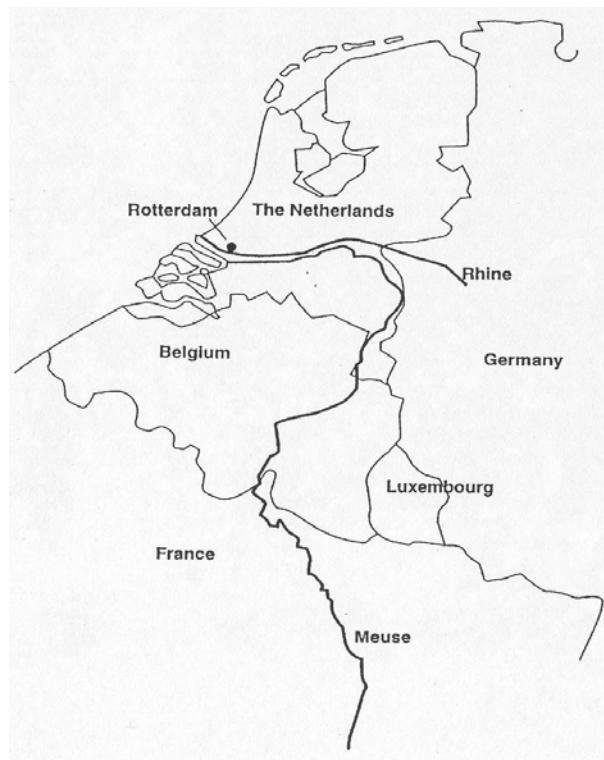 Rotterdam
The Netherlands
Rhine
Belgium
Germany
Luxembourg
France
Meuse